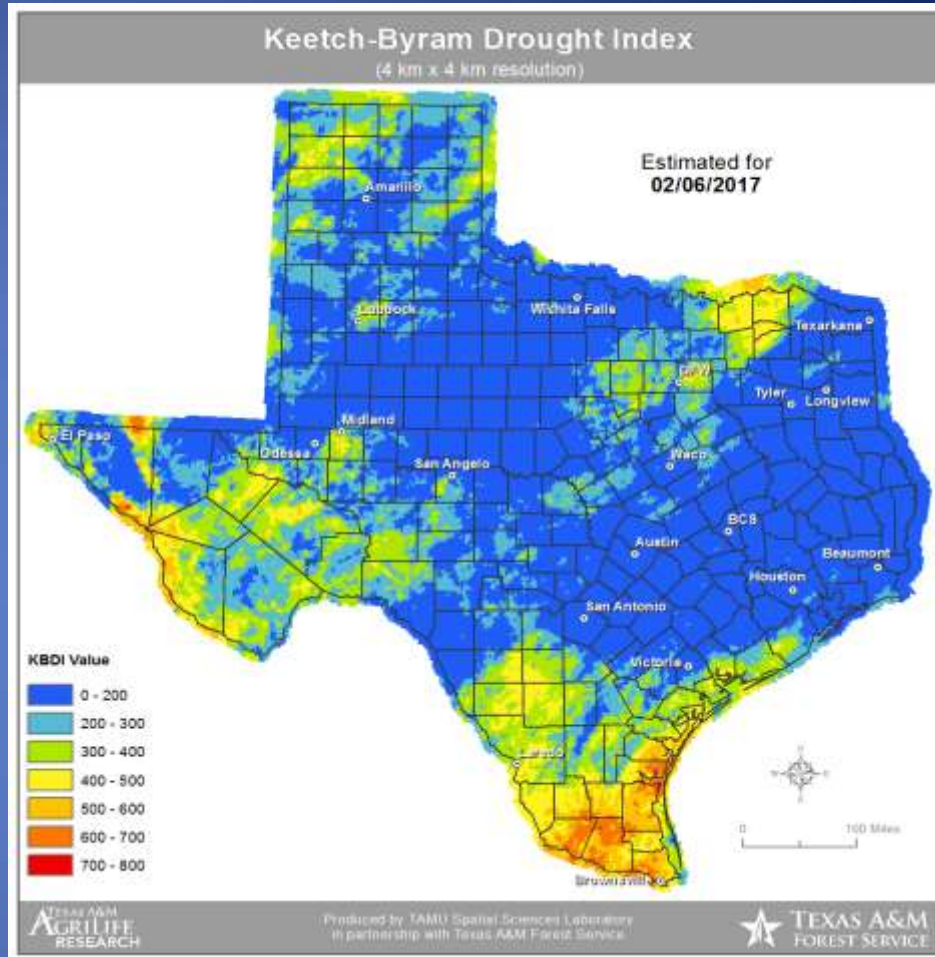 Keetch-Byram Drought Index
(4 km x 4 km resolution)
Estimated for
02/06/2017
Amarillo
Lubbock
Wichita Falls
Texarkana
DFW
Tyler
Longview
El Paso
Midland
Odessa
San Angelo
Waco
BCS
Austin
Beaumont
Houston
San Antonio
Victoria
Laredo
Brownsville
KBDI Value
0 - 200
200 - 300
300 - 400
400 - 500
500 - 600
600 - 700
700 - 800
N
W
E
S
0 100 Miles
TEXAS A&M
AGRILIFE
RESEARCH
Produced by TAMU Spatial Sciences Laboratory
in partnership with Texas A&M Forest Service
TEXAS A&M
FOREST SERVICE